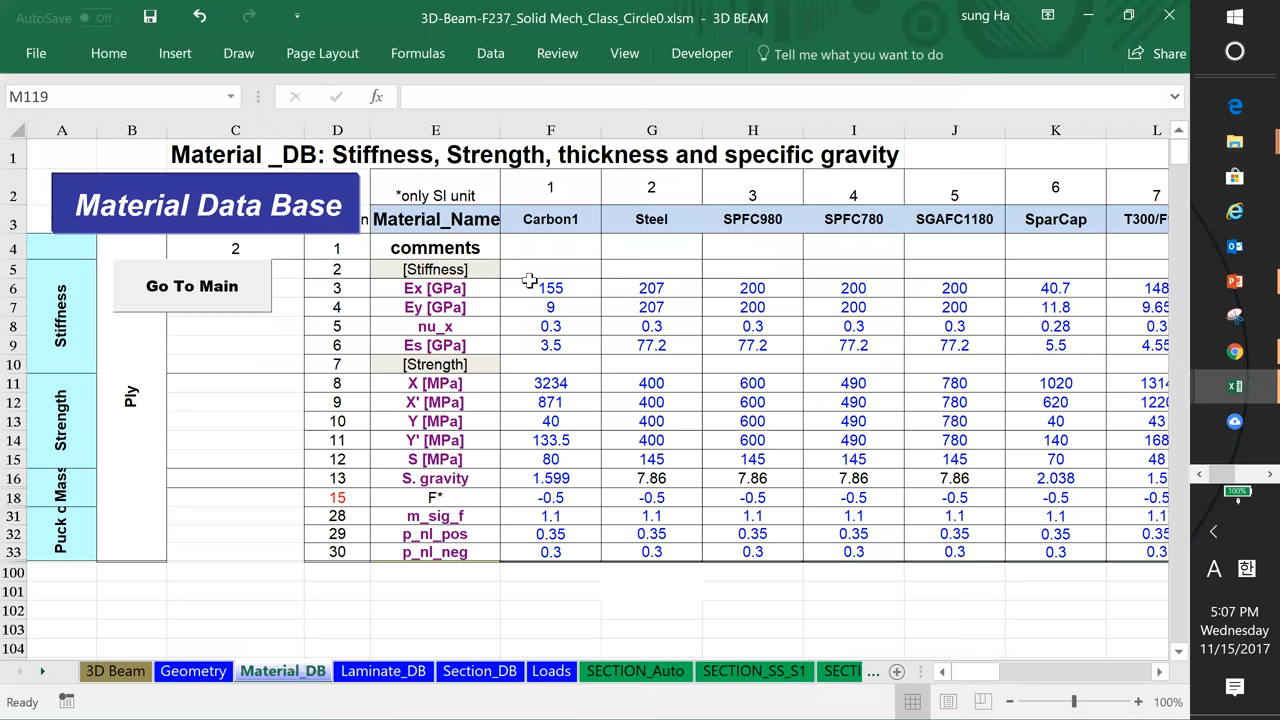 AutoSave Off 3D-Beam-F237_Solid Mech_Class_Circle0.xlsm - 3D BEAM sung Ha
File Home Insert Draw Page Layout Formulas Data Review View Developer Tell me what you want to do Share
M119 fx
A B C D E F G H I J K L
1 Material _DB: Stiffness, Strength, thickness and specific gravity
2 *only SI unit 1 2 3 4 5 6 7
3 Material Data Base Material_Name Carbon1 Steel SPFC980 SPFC780 SGAFC1180 SparCap
4 2 1 comments
5 2 [Stiffness]
6 Go To Main 3 Ex [GPa] 155 207 200 200 200 40.7 148
7 4 Ey [GPa] 9 207 200 200 200 11.8 9.65
8 5 nu_x 0.3 0.3 0.3 0.3 0.3 0.28 0.3
9 6 Es [GPa] 3.5 77.2 77.2 77.2 77.2 5.5 4.55
10 7 [Strength]
11 8 X [MPa] 3234 400 600 490 780 1020
12 9 X' [MPa] 871 400 600 490 780 620
13 10 Y [MPa] 40 400 600 490 780 40 43
14 11 Y' [MPa] 133.5 400 600 490 780 140 168
15 12 S [MPa] 80 145 145 145 145 70 48
16 13 S. gravity 1.599 7.86 7.86 7.86 7.86 2.038
18 15 F* -0.5 -0.5 -0.5 -0.5 -0.5 -0.5 -0.5
31 28 m_sig_f 1.1 1.1 1.1 1.1 1.1 1.1 1.1
32 29 p_nl_pos 0.35 0.35 0.35 0.35 0.35 0.35 0.35
33 30 p_nl_neg 0.3 0.3 0.3 0.3 0.3 0.3 0.3
Stiffness
Strength
Mass
Puck
Ply
100
101
102
103
104
3D Beam Geometry Material_DB Laminate_DB Section_DB Loads SECTION_Auto SECTION_SS_S1 SECTI ...
Ready 100%
100%
A 한
5:07 PM
Wednesday
11/15/2017